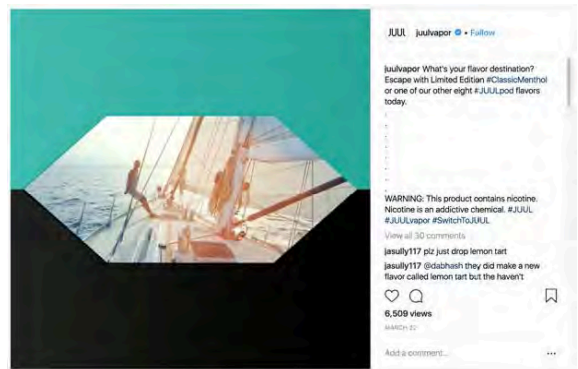 JUUL juulvapor • Follow
juulvapor What's your flavor destination?
Escape with Limited Editian #ClassicMenthol
or one of our other eight #JUULpod flavors
today.
.
.
.
.
.
.
.
.
WARNING: This product contains nicotine.
Nicotine is an addictive chemical. #JUUL
#JUULvapor #SwitchToJUUL
View all 30 comments
jasully117 plz just drop lemon tart
jasully117 @dabhash they did make a new
flavor called lemon tart but the haven't
6,509 views
MARCH 22
Add a comment...